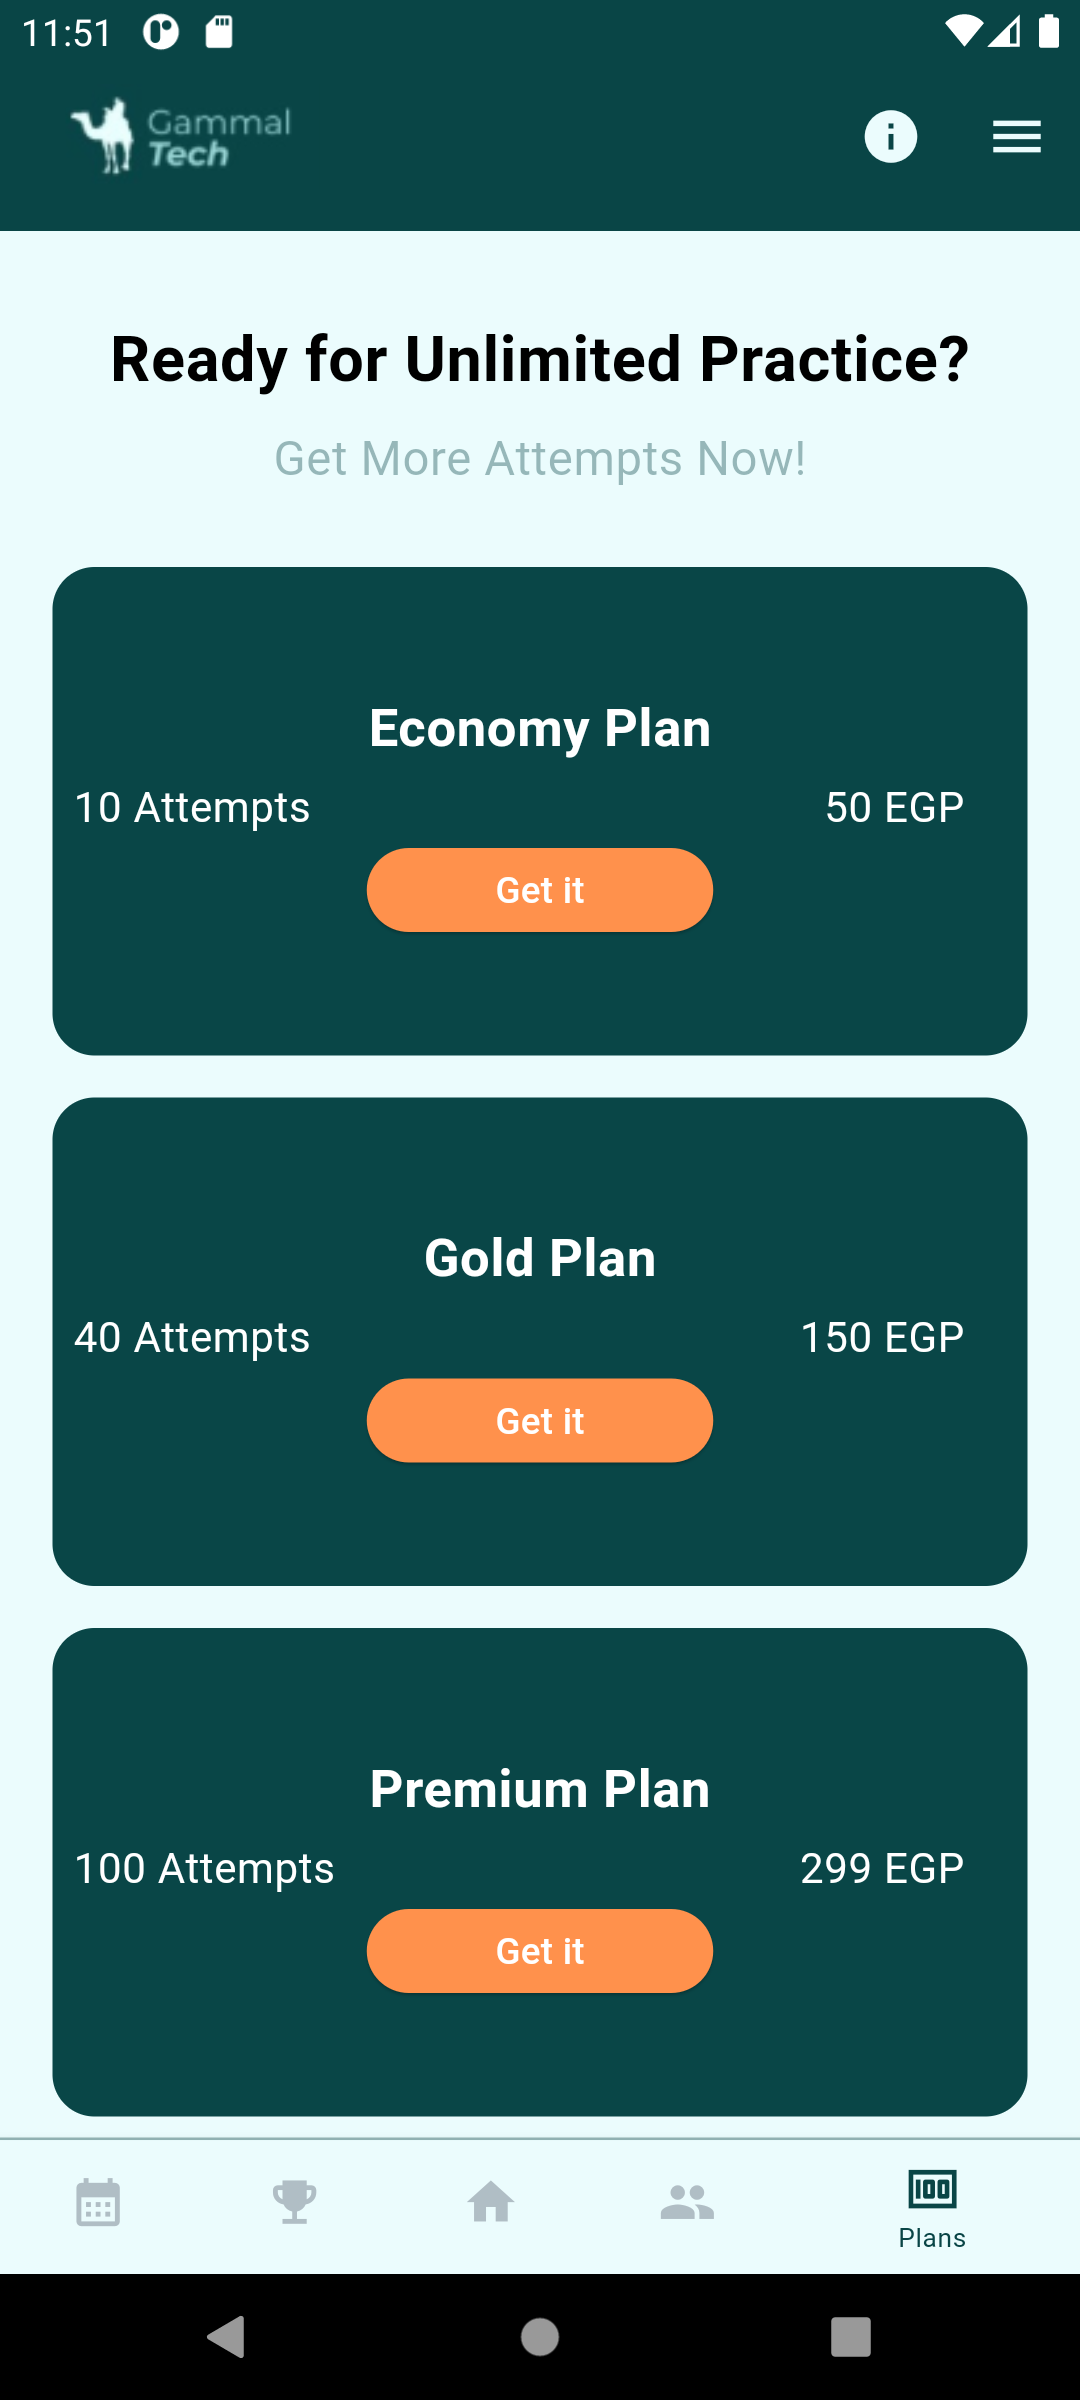 11:51
Gammal
Tech
Ready for Unlimited Practice?
Get More Attempts Now!
Economy Plan
10 Attempts 50 EGP
Get it
Gold Plan
40 Attempts 150 EGP
Get it
Premium Plan
100 Attempts 299 EGP
Get it
Plans